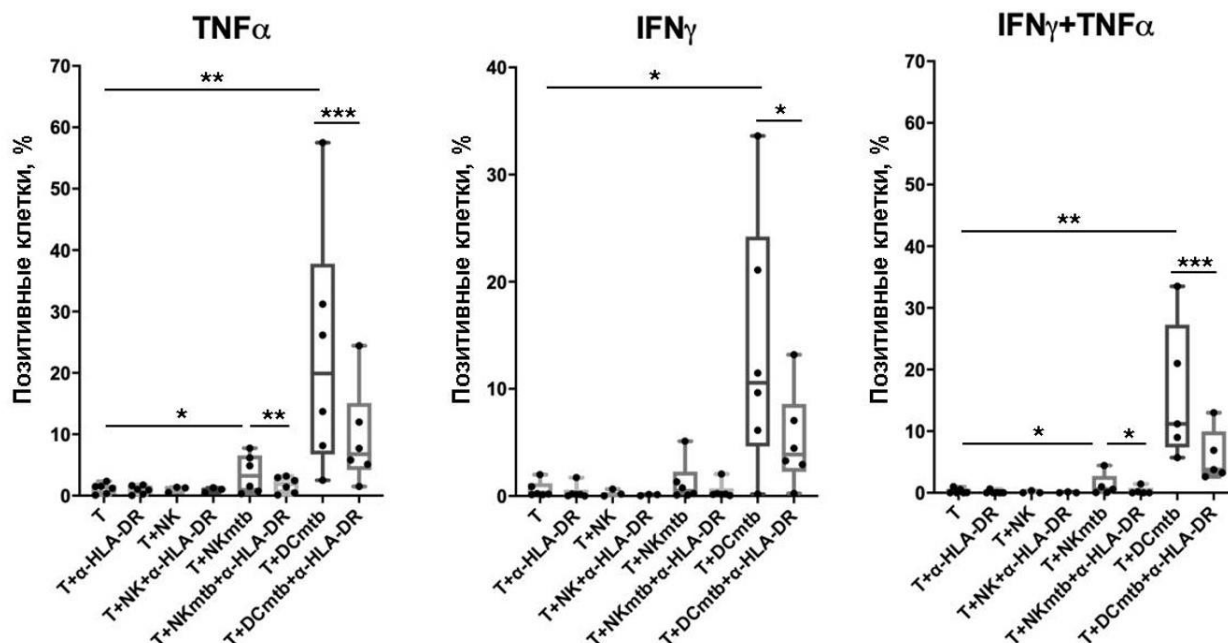 TNFα
Позитивные клетки, %
70
60
50
40
30
20
10
0
**
***
*
**
T
T+α-HLA-DR
T+NK
T+NK+α-HLA-DR
T+NKmtb
T+NKmtb+α-HLA-DR
T+DCmtb
T+DCmtb+α-HLA-DR
IFNγ
Позитивные клетки, %
40
30
20
10
0
*
*
T
T+α-HLA-DR
T+NK
T+NK+α-HLA-DR
T+NKmtb
T+NKmtb+α-HLA-DR
T+DCmtb
T+DCmtb+α-HLA-DR
IFNγ+TNFα
Позитивные клетки, %
70
60
50
40
30
20
10
0
**
***
*
*
T
T+α-HLA-DR
T+NK
T+NK+α-HLA-DR
T+NKmtb
T+NKmtb+α-HLA-DR
T+DCmtb
T+DCmtb+α-HLA-DR